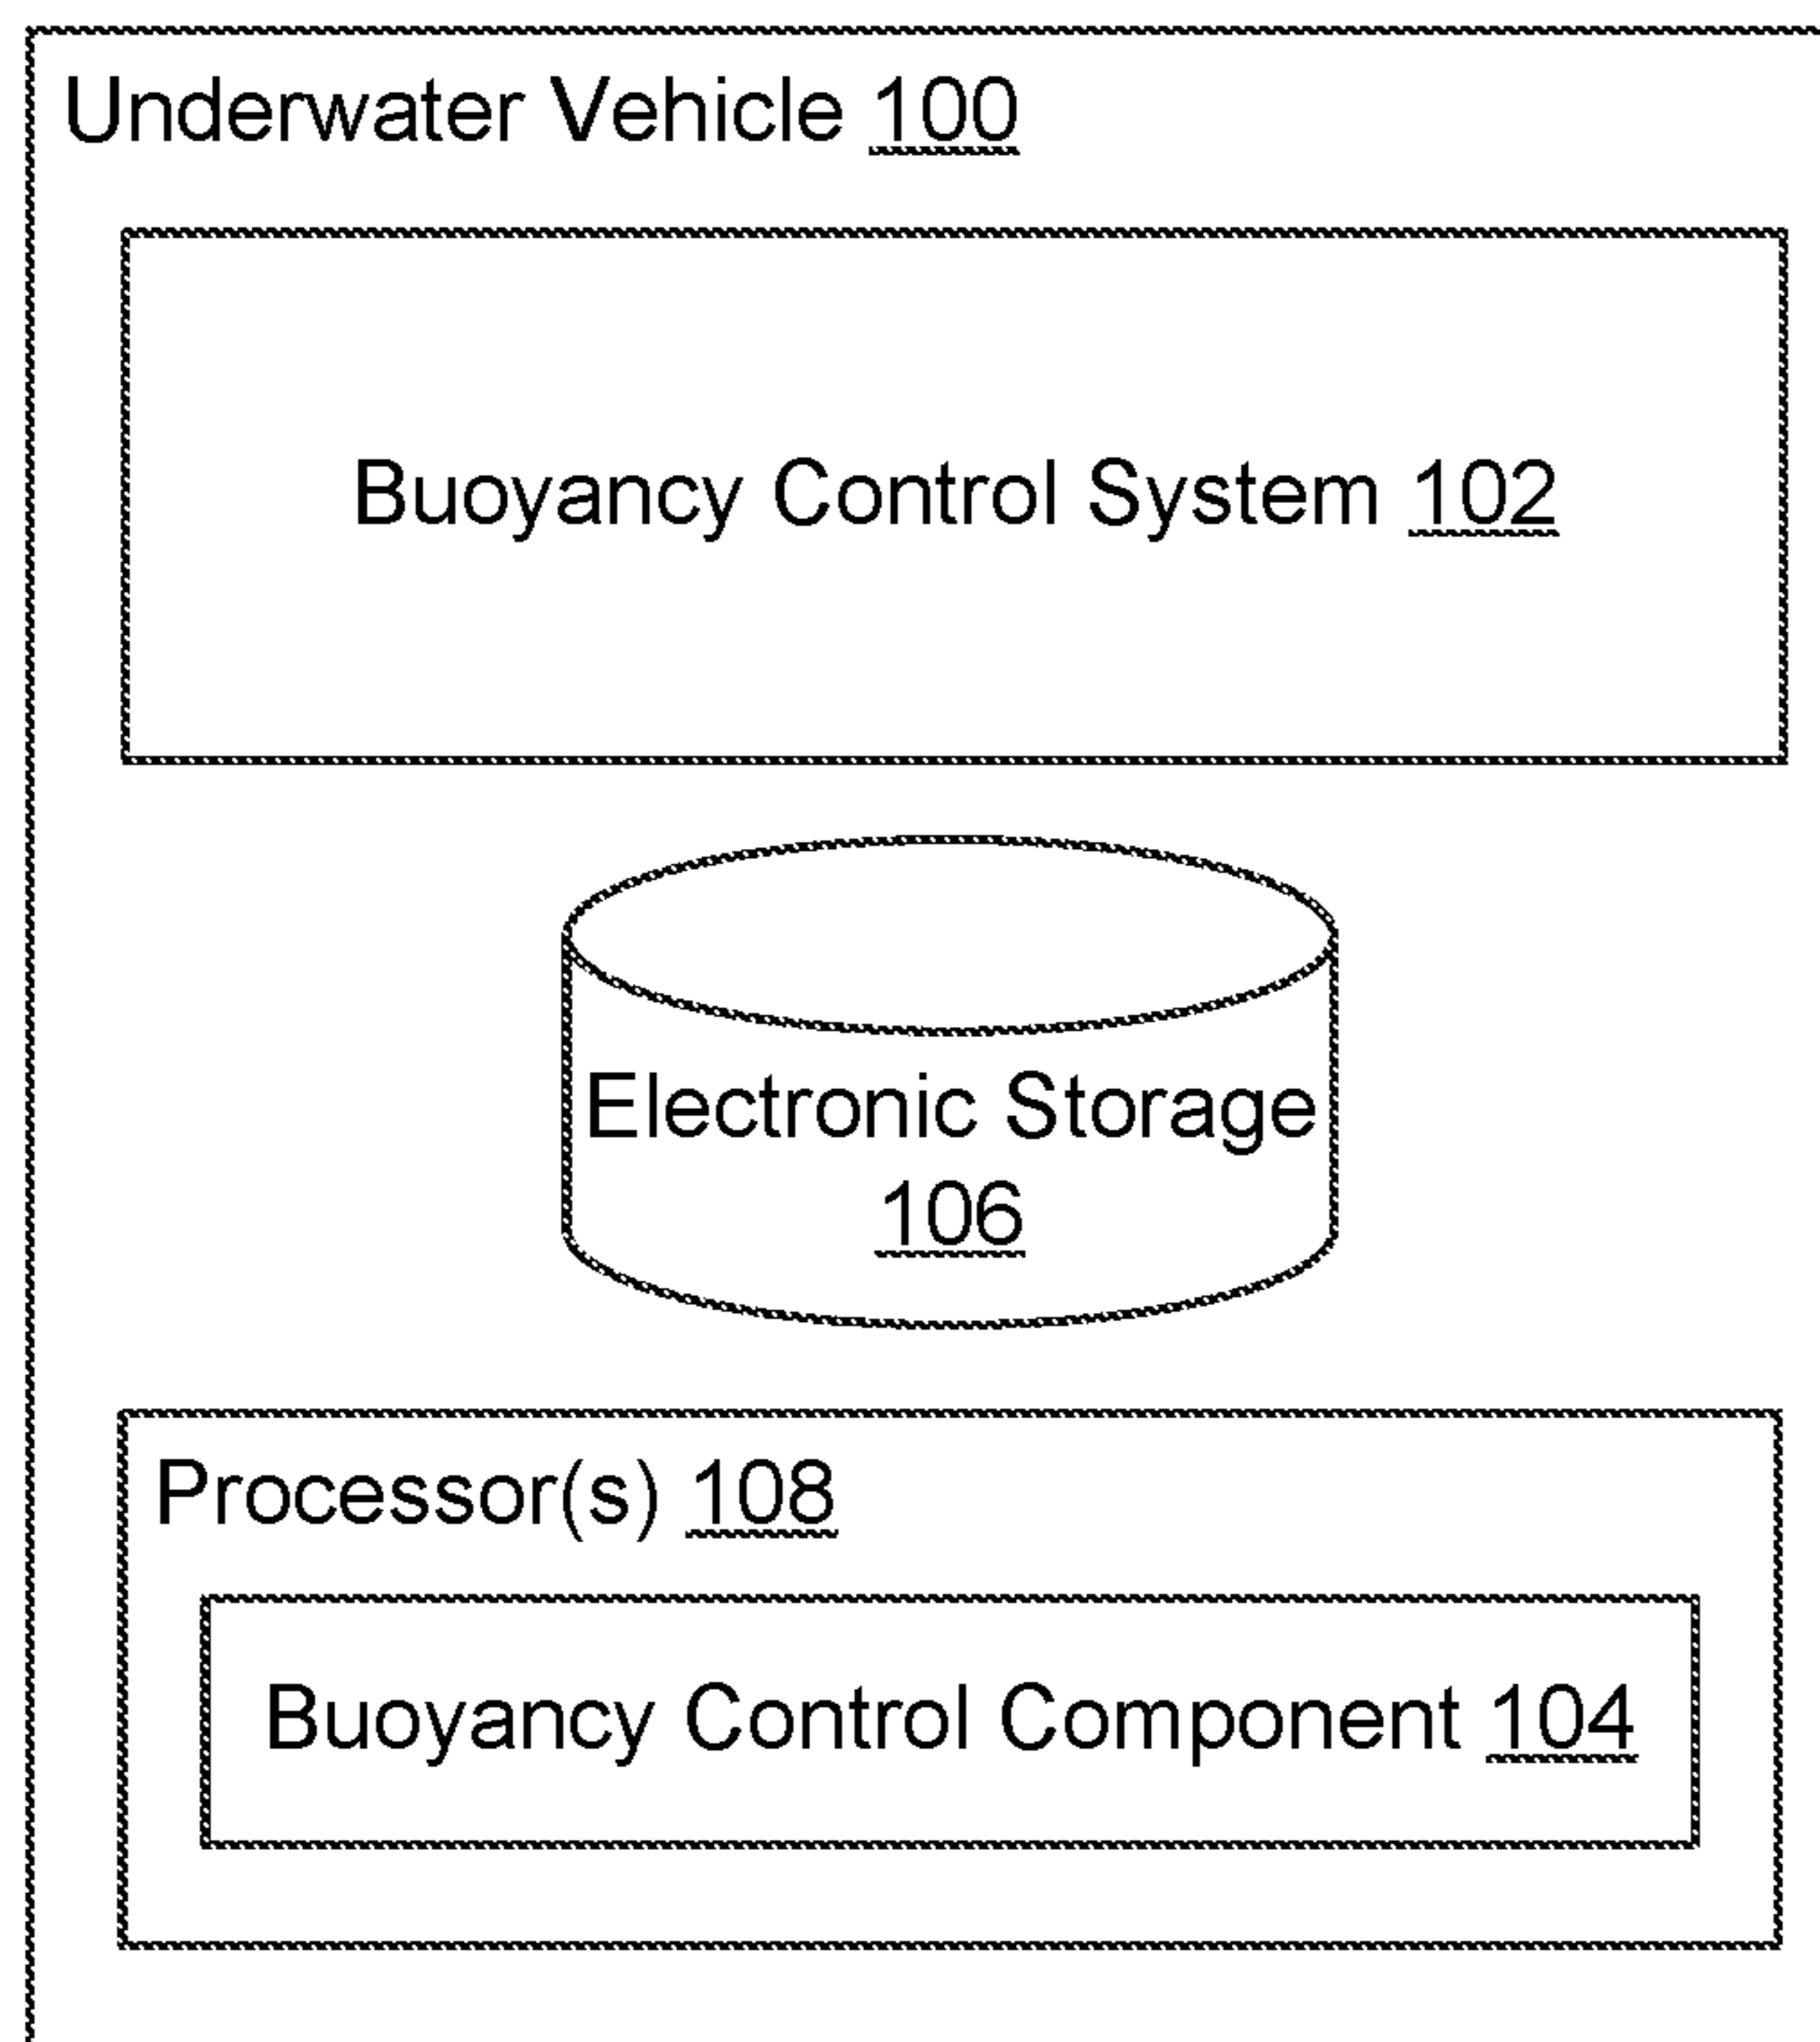 Underwater Vehicle 100
Buoyancy Control System 102
Electronic Storage
106
Processor(s) 108
Buoyancy Control Component 104